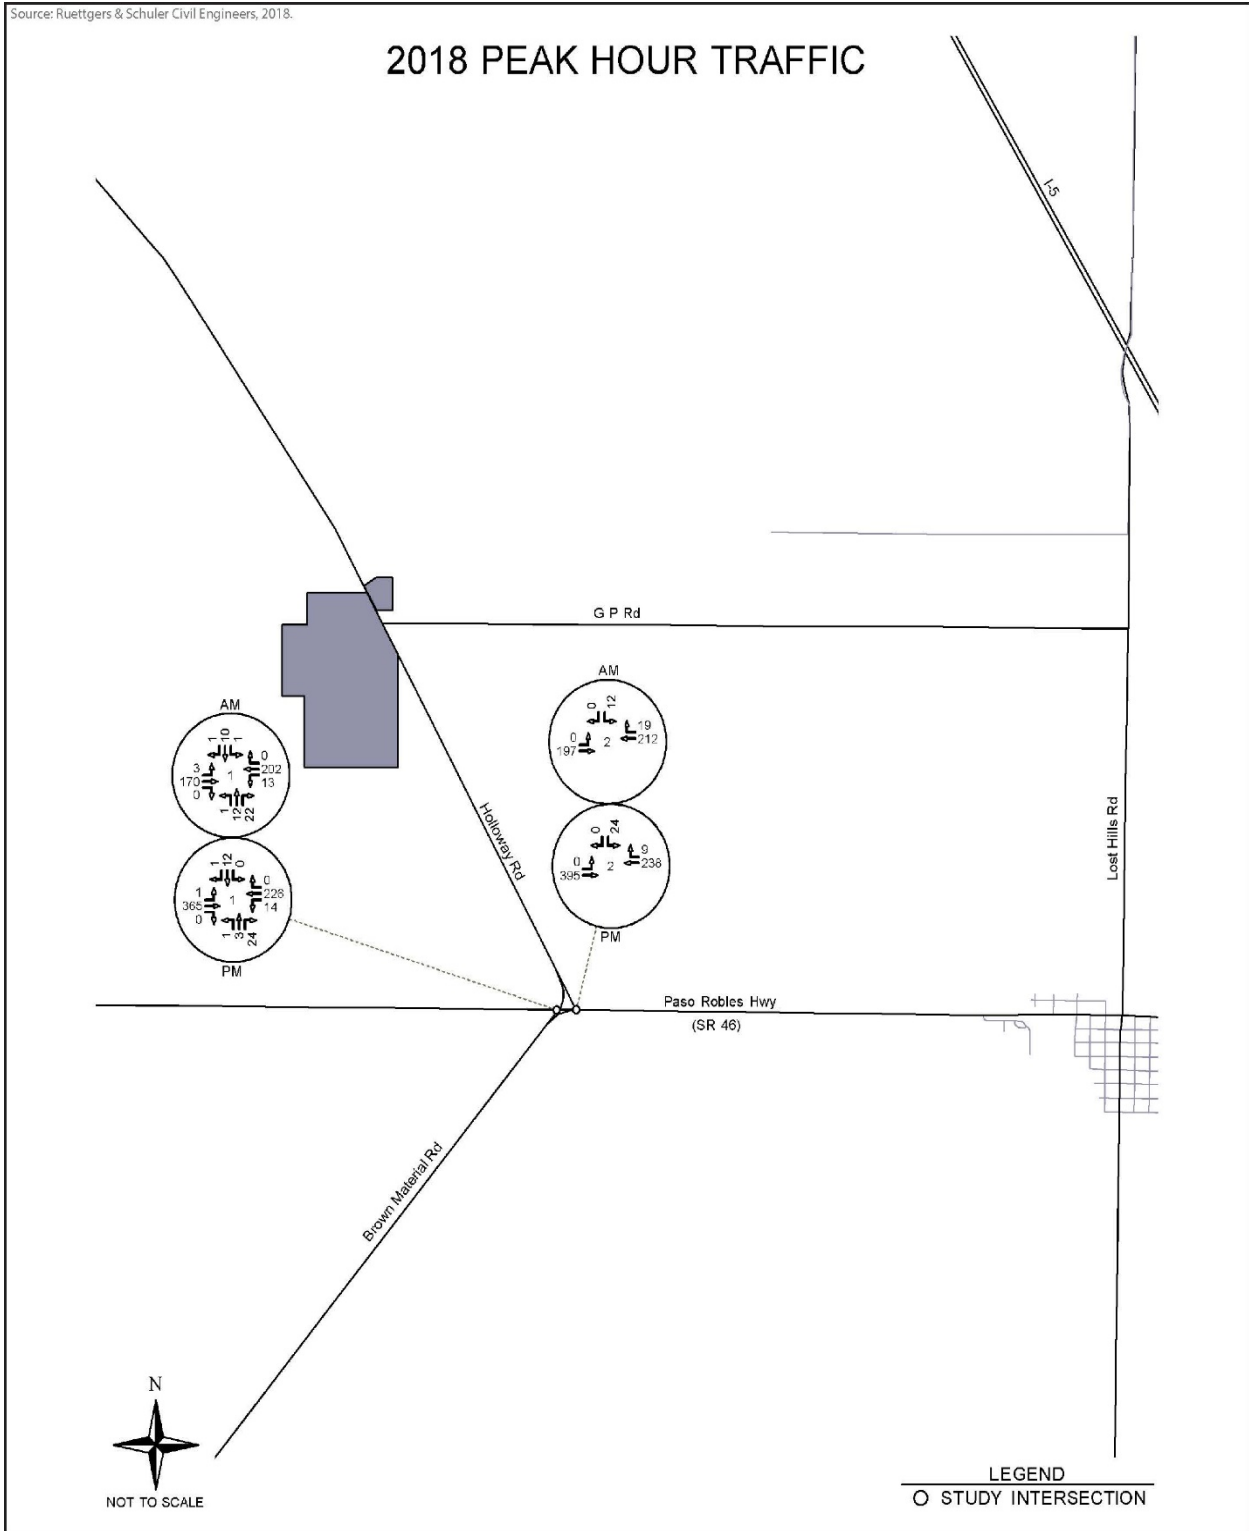 Source: Ruettgers & Schuler Civil Engineers, 2018.
2018 PEAK HOUR TRAFFIC
I-5
G P Rd
AM
0 12
0
197
2
19
212
AM
1 10 1
3
170
0
1
0
202
13
1 12 22
Holloway Rd
Lost Hills Rd
0 24
0
395
2
9
238
PM
1 12 0
1
365
0
1
0
226
14
1 3 24
PM
Paso Robles Hwy
(SR 46)
Brown Material Rd
N
NOT TO SCALE
LEGEND
STUDY INTERSECTION